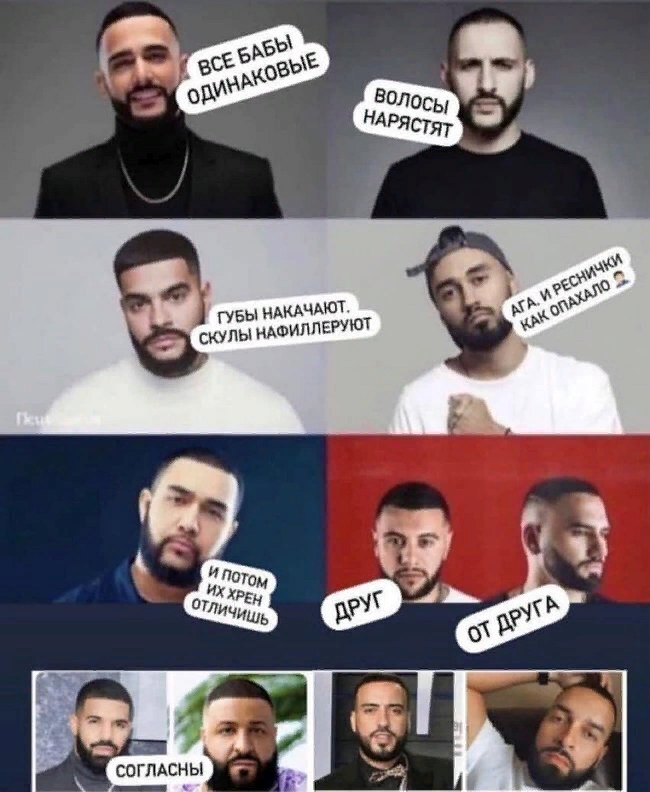 ВСЕ БАБЫ
ОДИНАКОВЫЕ
ВОЛОСЫ
НАРЯСТЯТ
ГУБЫ НАКАЧАЮТ.
СКУЛЫ НАФИЛЛЕРУЮТ
АГА, И РЕСНИЧКИ
КАК ОПАХАЛО 🤦🏻‍♂️
И ПОТОМ
ИХ ХРЕН
ОТЛИЧИШЬ
ДРУГ
ОТ ДРУГА
СОГЛАСНЫ